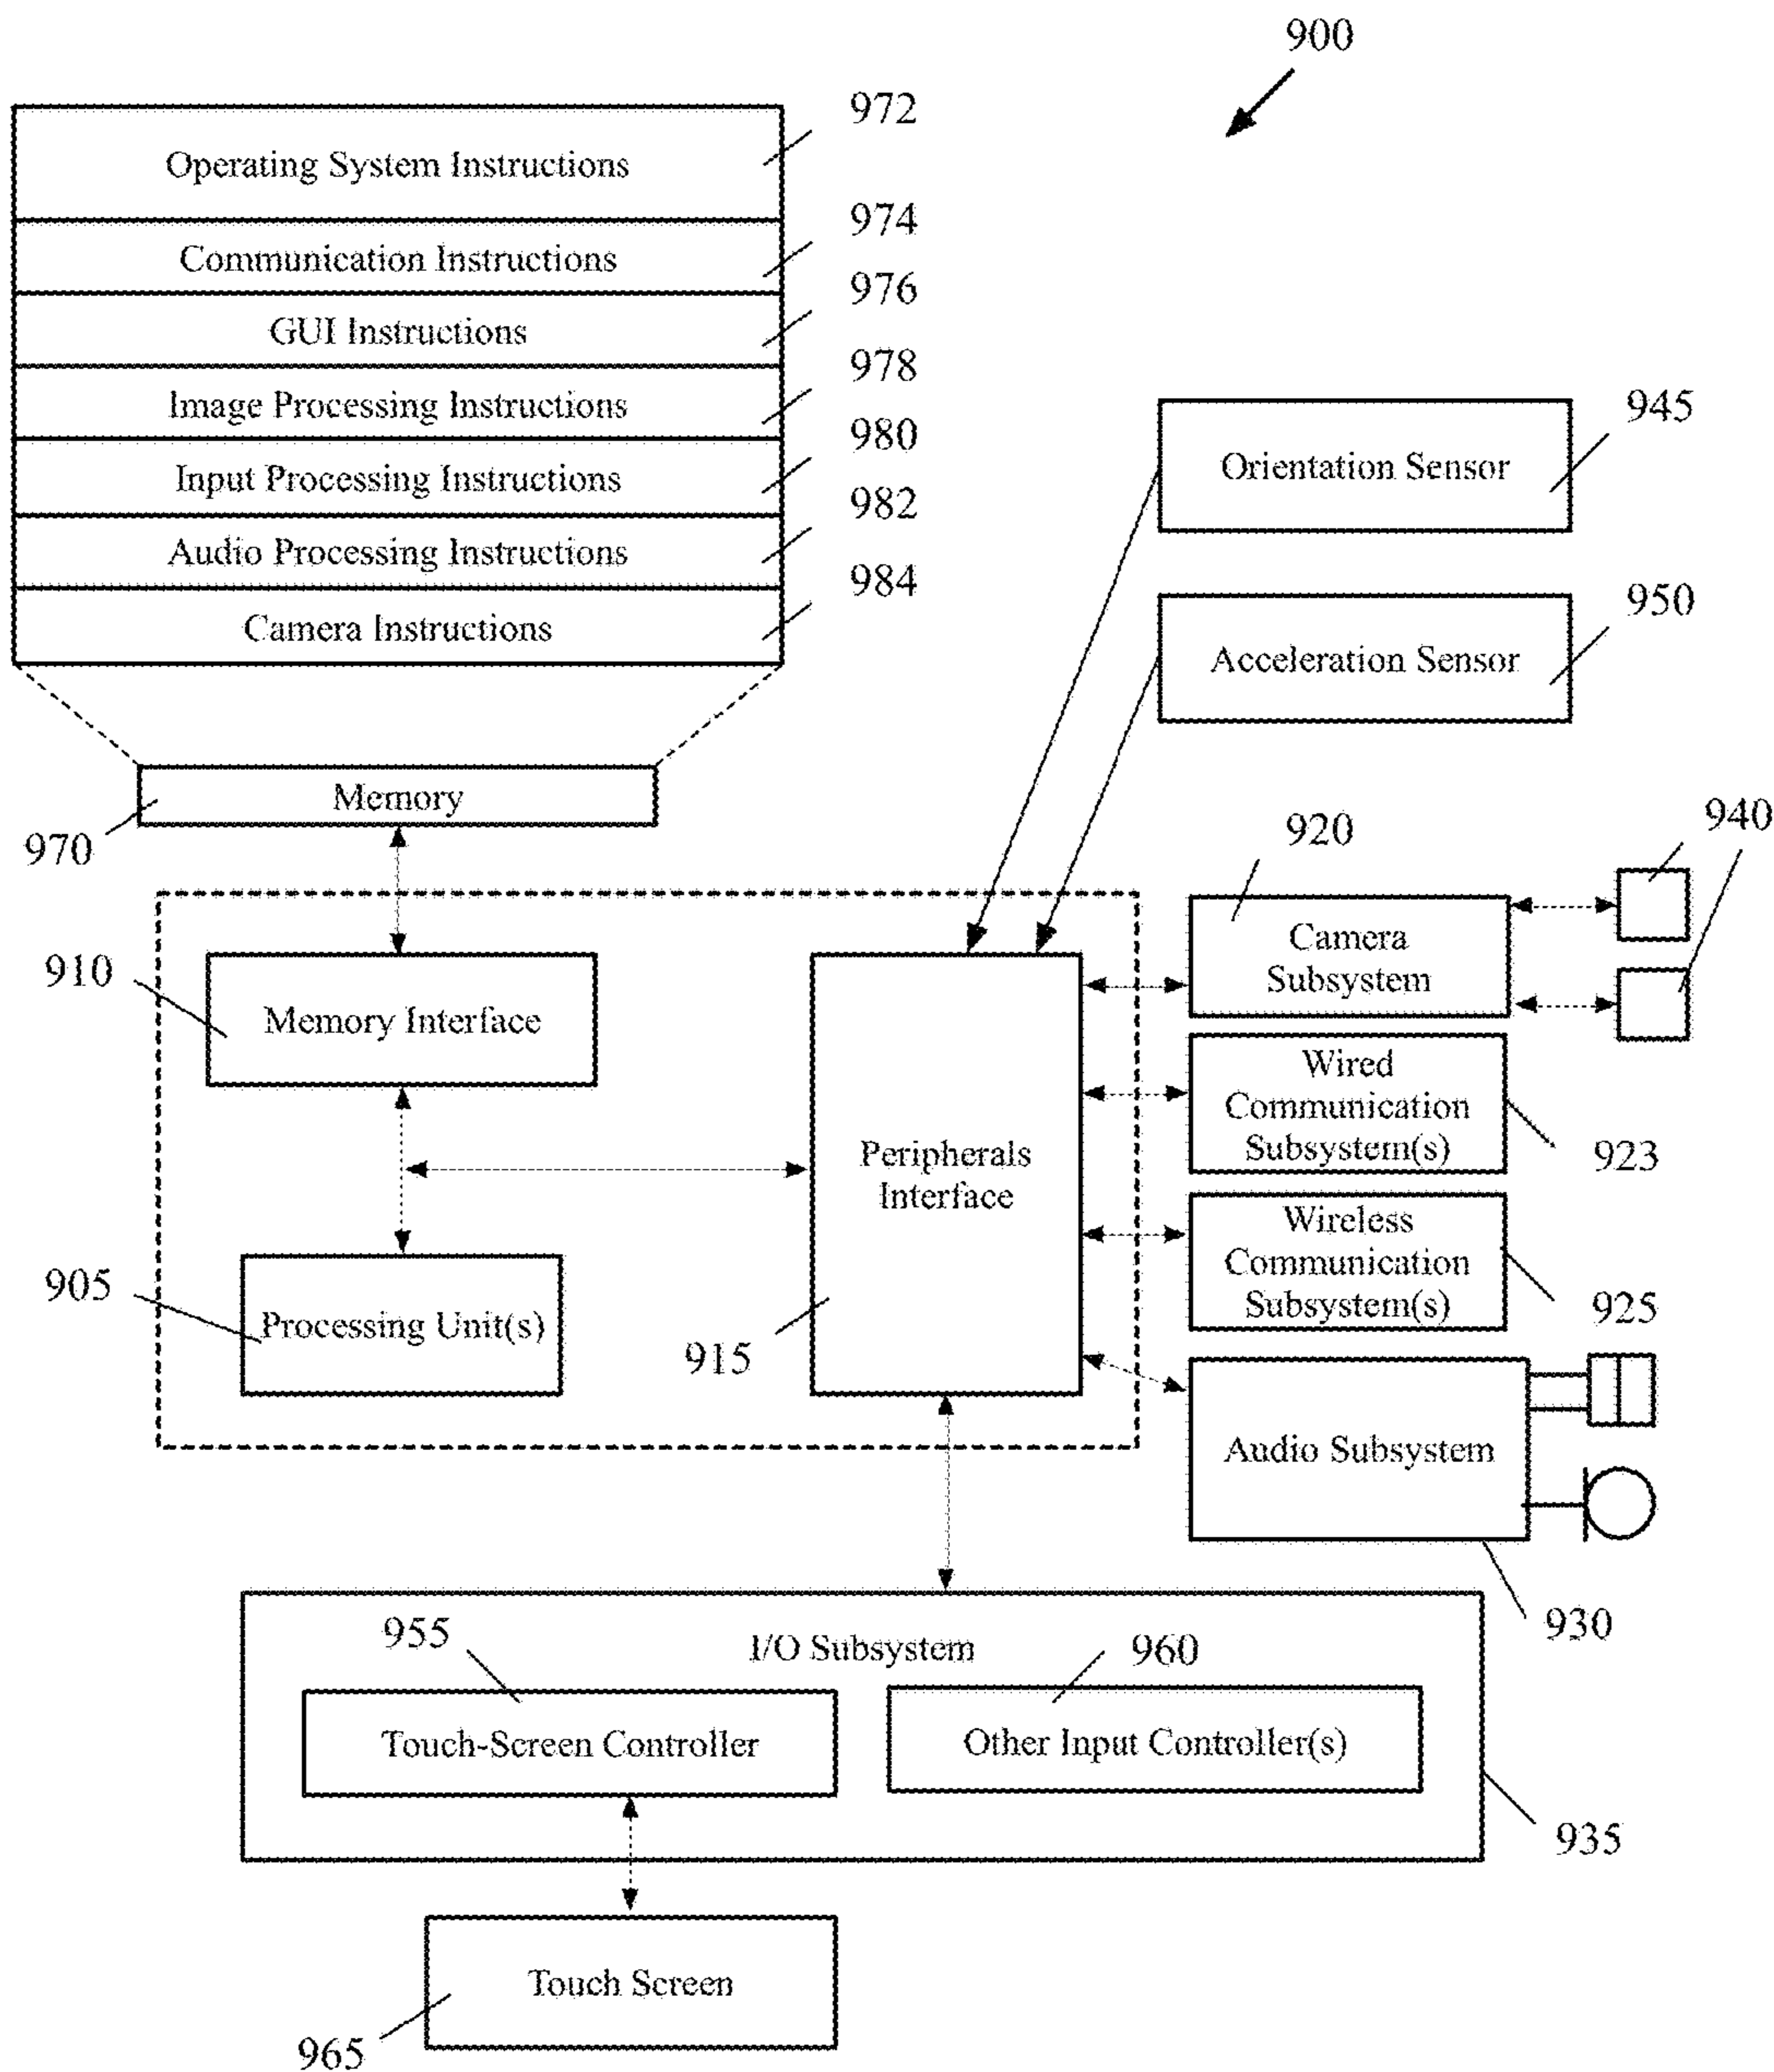 900
972
Operating System Instructions
974
Communication Instructions
976
GUI Instructions
978
Image Processing Instructions
980
Input Processing Instructions
982
Audio Processing Instructions
984
Camera Instructions
945
Orientation Sensor
950
Acceleration Sensor
Memory
970
920
940
Camera
Subsystem
910
Memory Interface
Wired
Communication
Subsystem(s)
923
Peripherals
Interface
915
Wireless
Communication
Subsystem(s)
925
905
Processing Unit(s)
Audio Subsystem
930
I/O Subsystem
955
960
Touch-Screen Controller
Other Input Controller(s)
935
Touch Screen
965